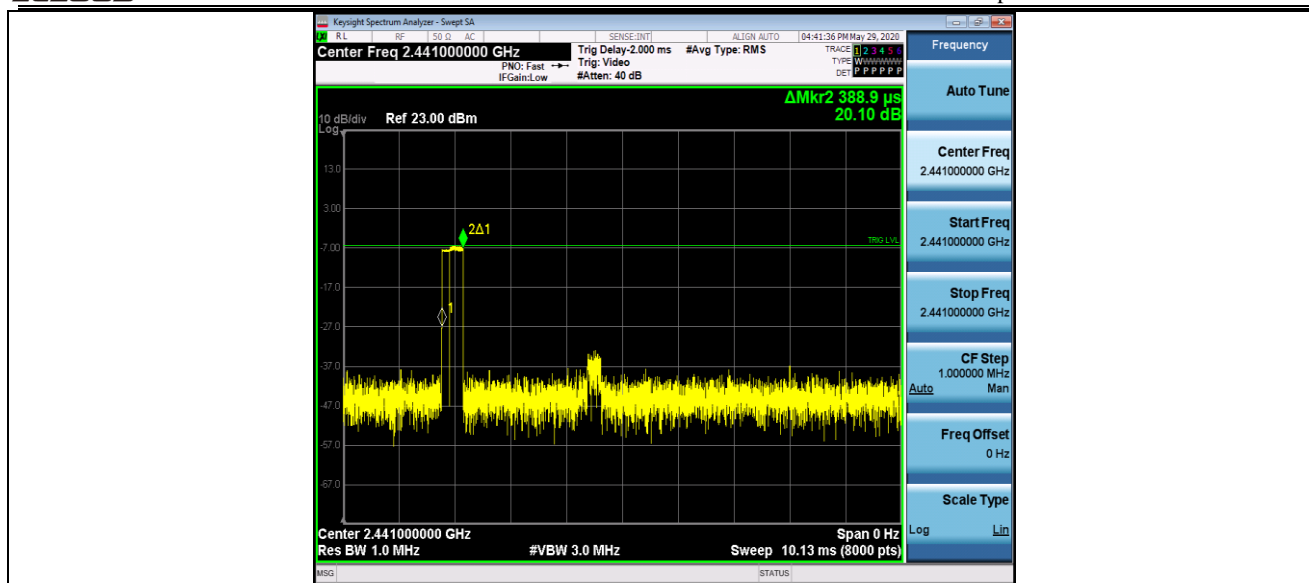 Keysight Spectrum Analyzer - Swept SA
LXI RL RF 50 Ω AC SENSE:INT ALIGN AUTO 04:41:36 PM May 29, 2020
Center Freq 2.441000000 GHz
PNO: Fast
IFGain:Low
Trig Delay-2.000 ms
Trig: Video
#Atten: 40 dB
#Avg Type: RMS
TRACE 1 2 3 4 5 6
TYPE WWWWWW
DET P P P P P P
ΔMkr2 388.9 µs
20.10 dB
10 dB/div
Log
Ref 23.00 dBm
13.0
3.00
2Δ1
-7.00
TRIG LVL
-17.0
1
-27.0
-37.0
-47.0
-57.0
-67.0
Center 2.441000000 GHz
Span 0 Hz
Res BW 1.0 MHz
#VBW 3.0 MHz
Sweep 10.13 ms (8000 pts)
MSG
STATUS
Frequency
Auto Tune
Center Freq
2.441000000 GHz
Start Freq
2.441000000 GHz
Stop Freq
2.441000000 GHz
CF Step
1.000000 MHz
Auto Man
Freq Offset
0 Hz
Scale Type
Log Lin